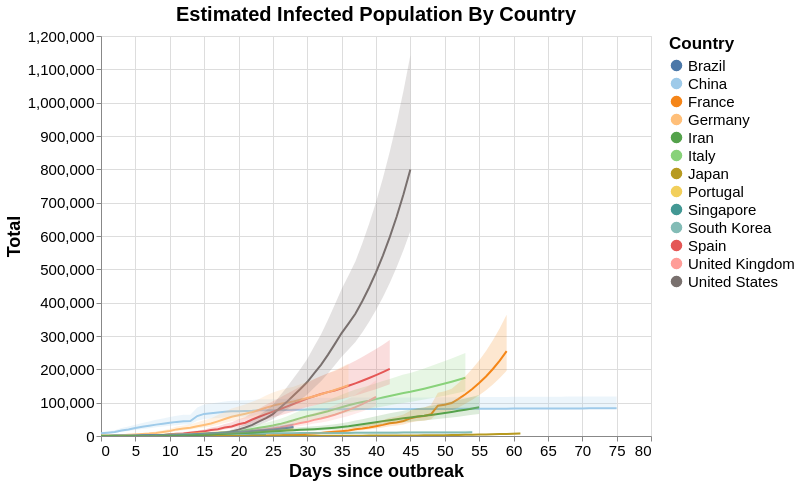 Estimated Infected Population By Country
1,200,000
1,100,000
1,000,000
900,000
800,000
700,000
600,000
500,000
400,000
300,000
200,000
100,000
0
Total
0 5 10 15 20 25 30 35 40 45 50 55 60 65 70 75 80
Days since outbreak
Country
Brazil
China
France
Germany
Iran
Italy
Japan
Portugal
Singapore
South Korea
Spain
United Kingdom
United States